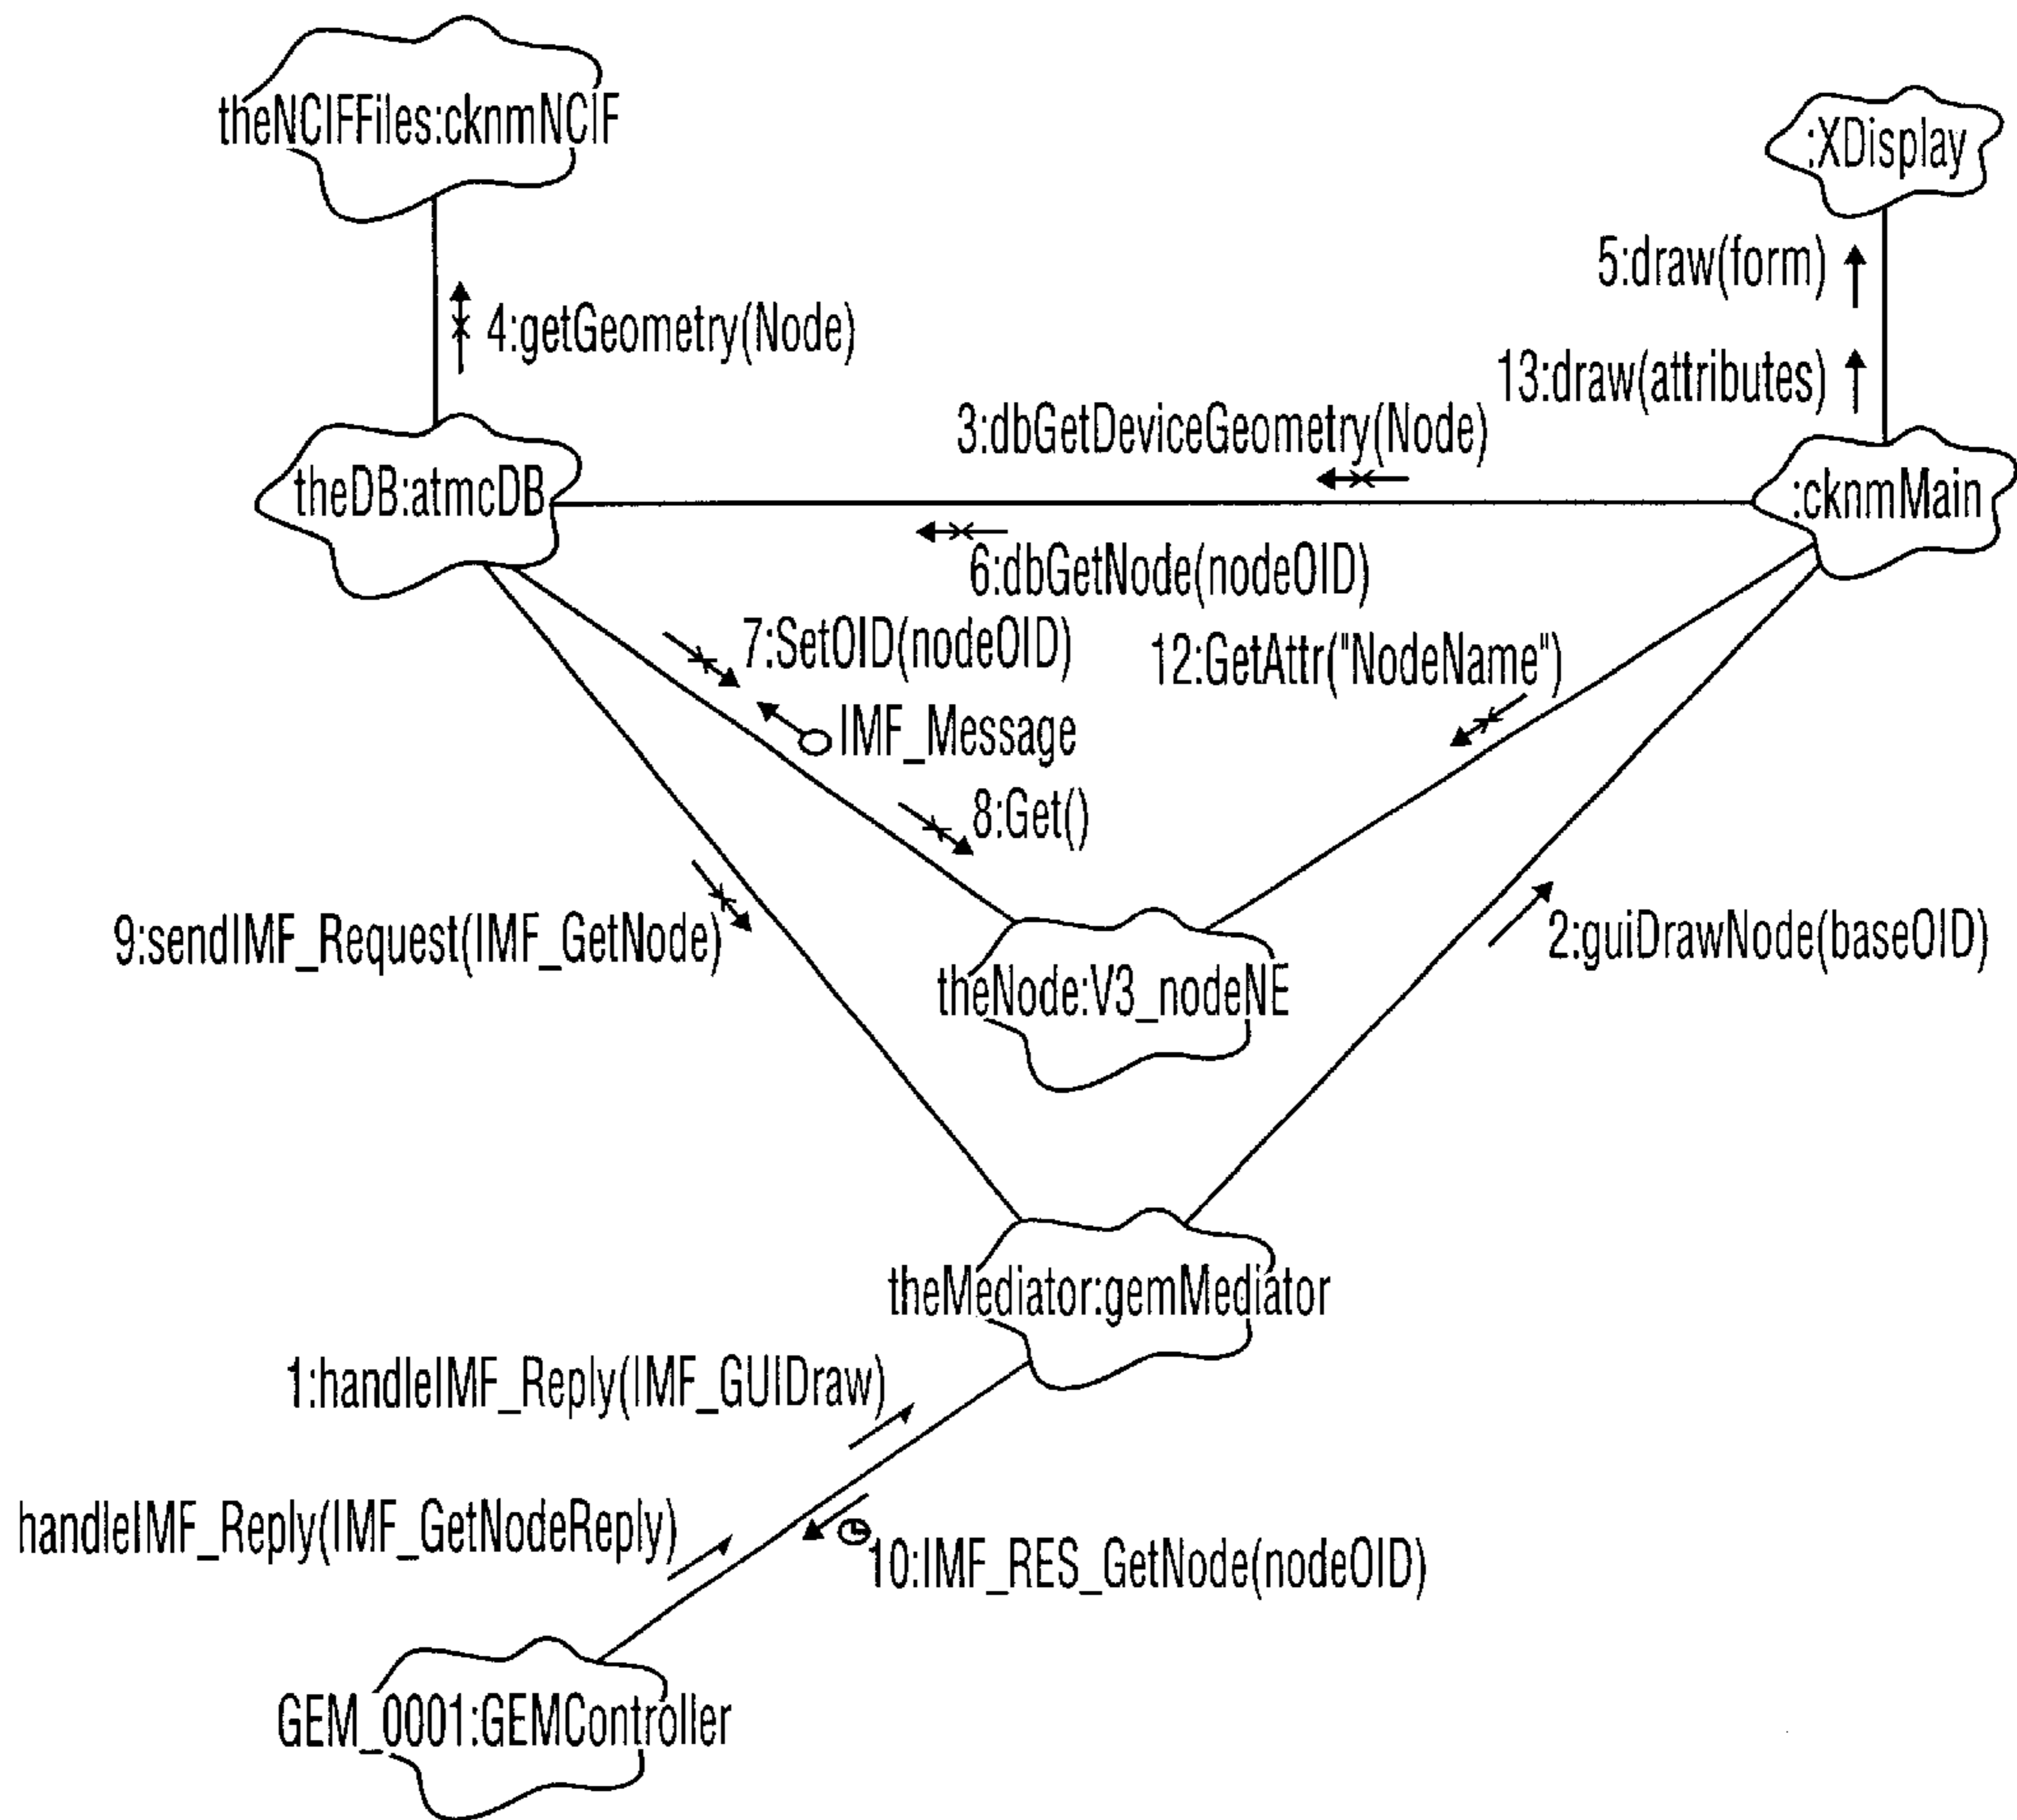 theNCIFFiles:cknmNCIF
:XDisplay
5:draw(form)
4:getGeometry(Node)
13:draw(attributes)
3:dbGetDeviceGeometry(Node)
theDB:atmcDB
:cknmMain
6:dbGetNode(nodeOID)
7:SetOID(nodeOID)
12:GetAttr("NodeName")
IMF_Message
8:Get()
9:sendIMF_Request(IMF_GetNode)
2:guiDrawNode(baseOID)
theNode:V3_nodeNE
theMediator:gemMediator
1:handleIMF_Reply(IMF_GUIDraw)
handleIMF_Reply(IMF_GetNodeReply)
10:IMF_RES_GetNode(nodeOID)
GEM_0001:GEMController